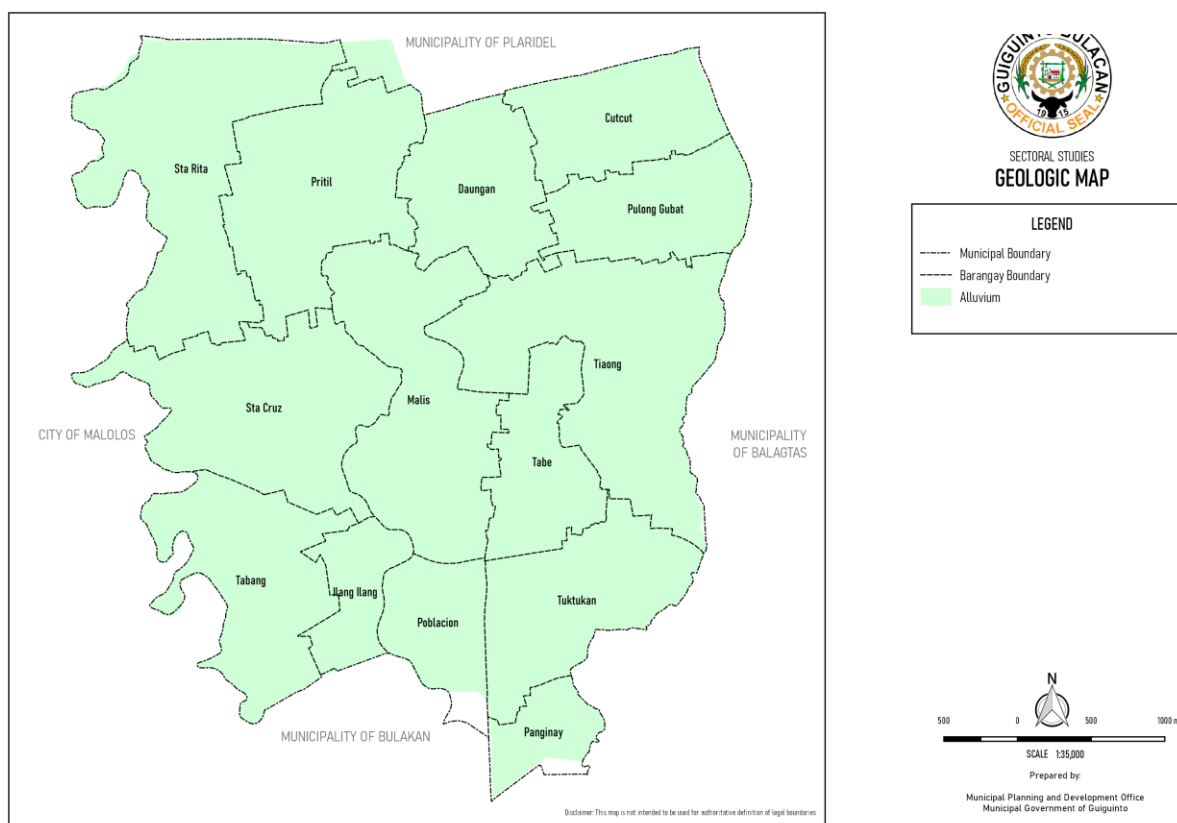 MUNICIPALITY OF PLARIDEL
Cutcut
Sta Rita
Pritil
Daungan
Pulong Gubat
Tiaong
Malis
Sta Cruz
CITY OF MALOLOS
MUNICIPALITY
OF BALAGTAS
Tabe
Tabang
Ilang Ilang
Tuktukan
Poblacion
Panginay
MUNICIPALITY OF BULAKAN
Disclaimer: This map is not intended to be used for authoritative definition of legal boundaries
GUIGUINTO BULACAN
1915
OFFICIAL SEAL
SECTORAL STUDIES
GEOLOGIC MAP
LEGEND
Municipal Boundary
Barangay Boundary
Alluvium
N
500 0 500 1000 m
SCALE 1:35,000
Prepared by:
Municipal Planning and Development Office
Municipal Government of Guiguinto